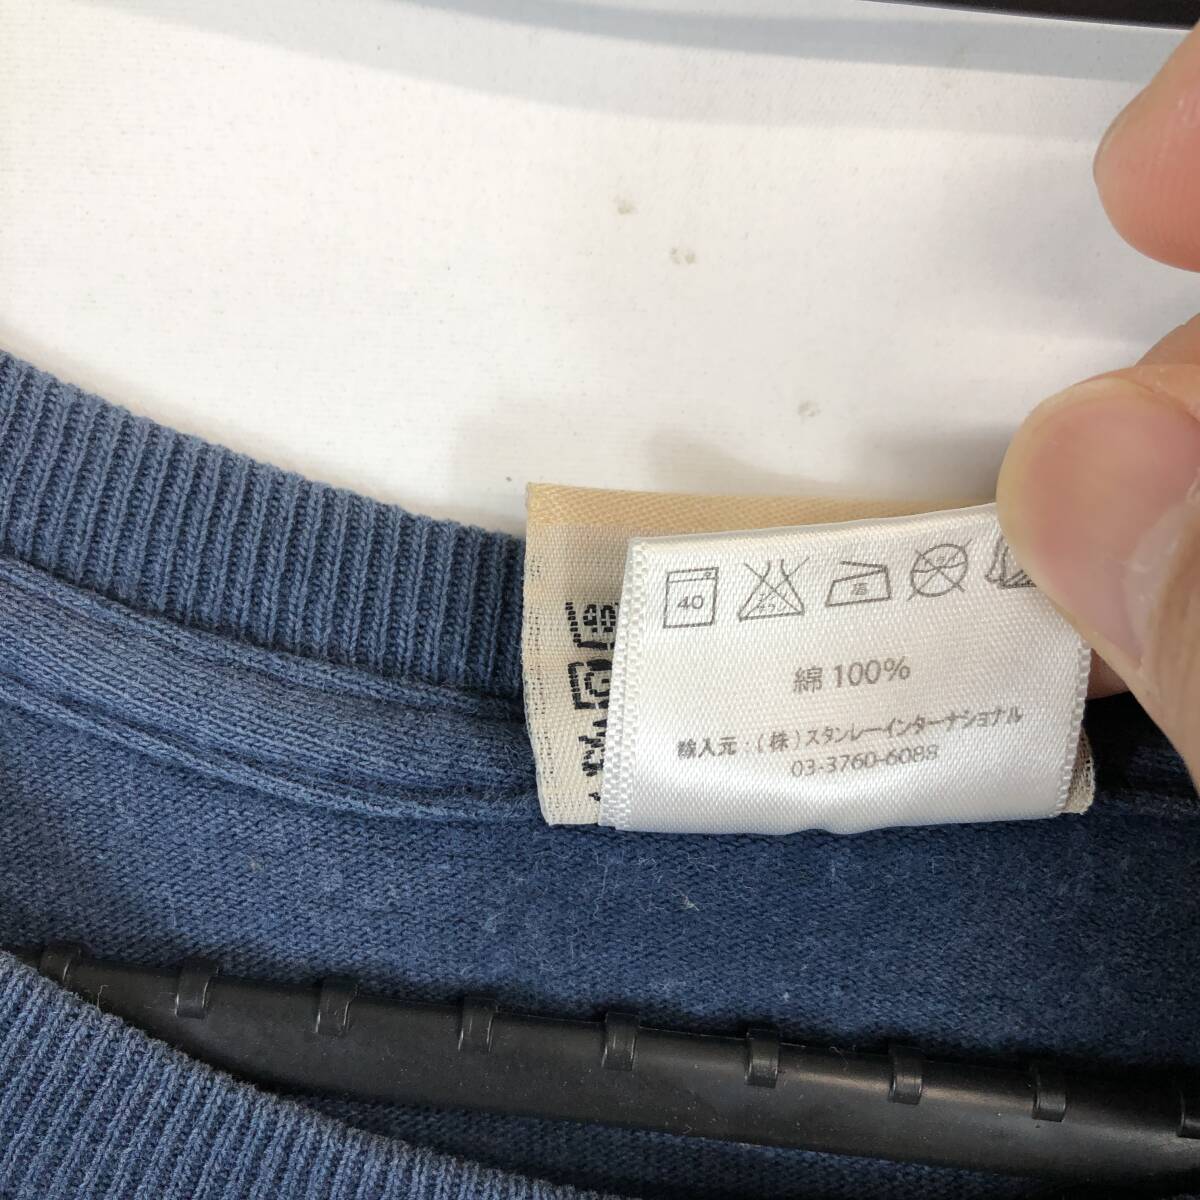 40
綿 100%
輸入元 : (株) スタンレーインターナショナル
03-3760-6088